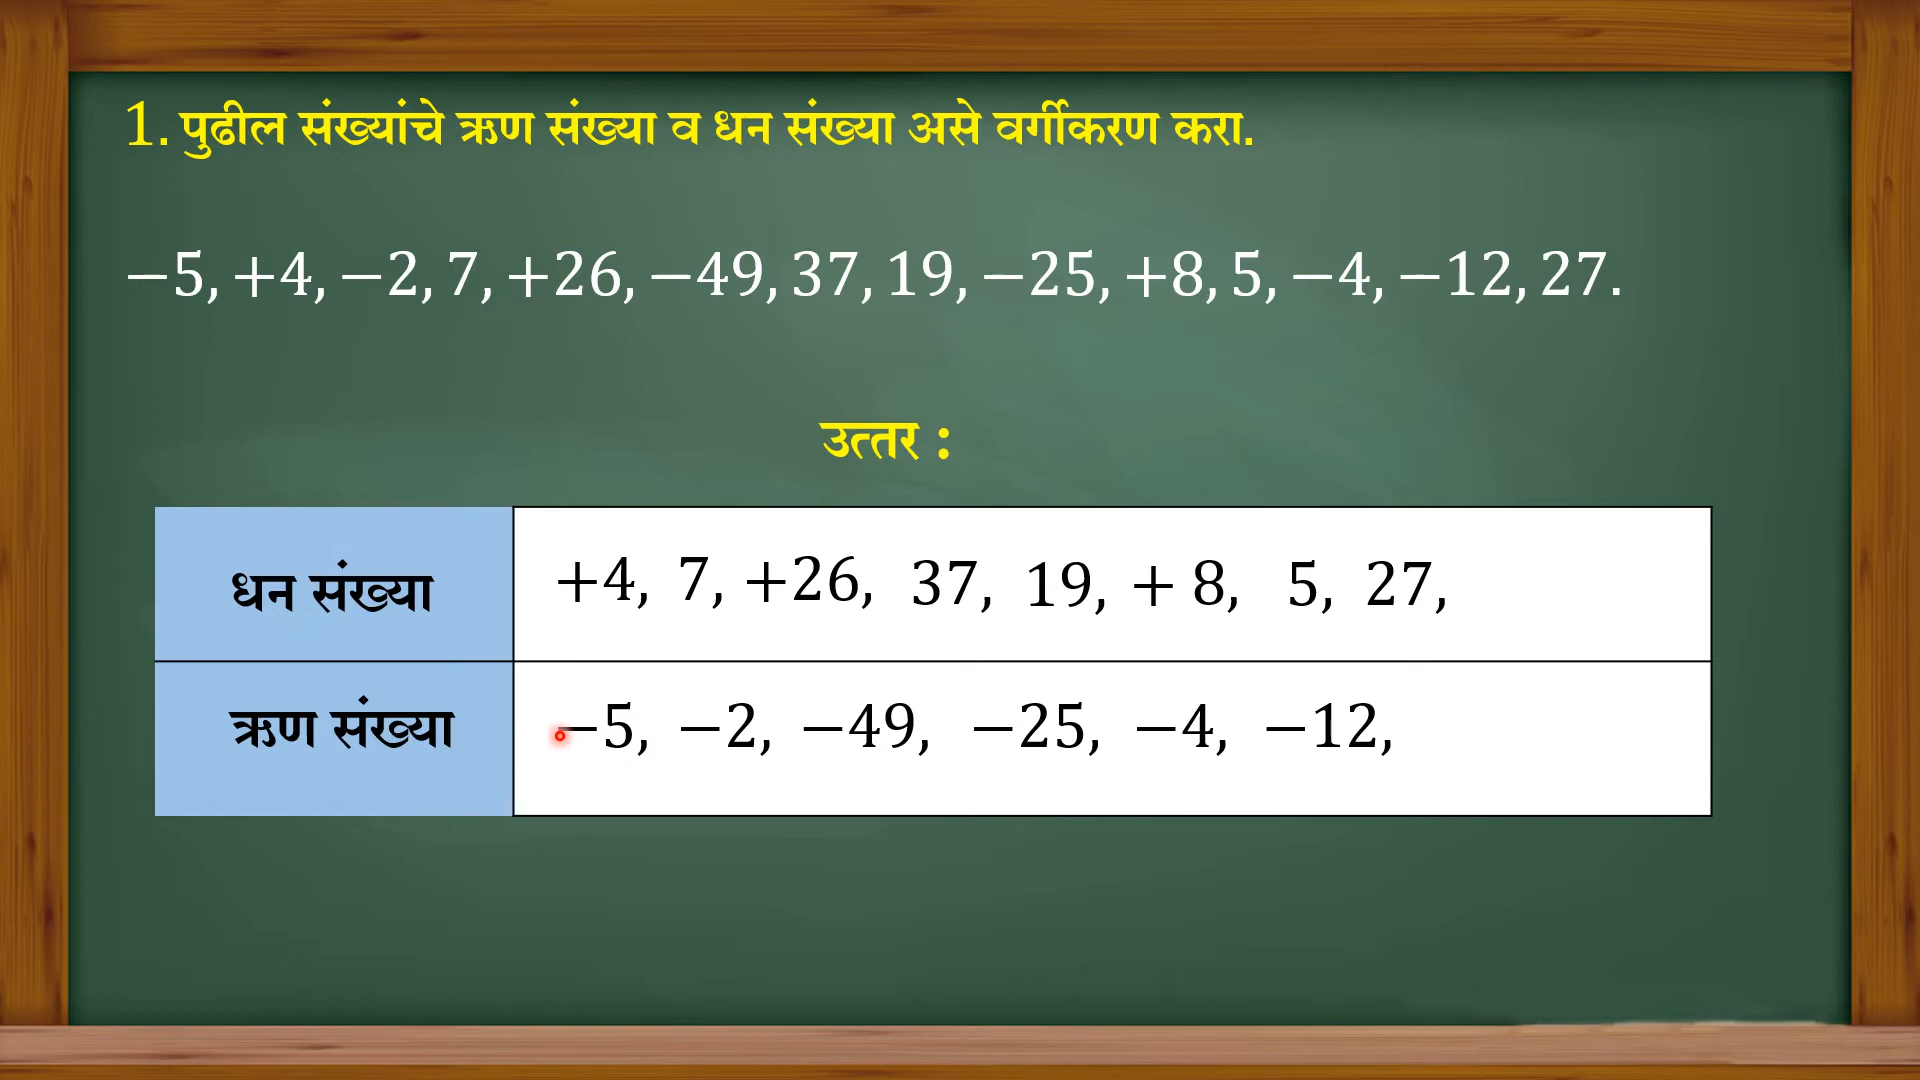 1. पुढील संख्यांचे ऋण संख्या व धन संख्या असे वर्गीकरण करा.
−5, +4, −2, 7, +26, −49, 37, 19, −25, +8, 5, −4, −12, 27.
उत्तर :
धन संख्या +4, 7, +26, 37, 19, + 8, 5, 27,
ऋण संख्या −5, −2, −49, −25, −4, −12,